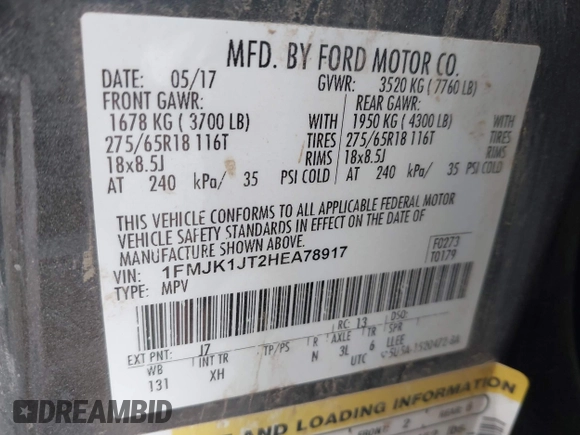 MFD. BY FORD MOTOR CO.
DATE: 05/17 GVWR: 3520 KG ( 7760 LB)
FRONT GAWR: REAR GAWR:
1678 KG ( 3700 LB) WITH 1950 KG ( 4300 LB) WITH
275/65R18 116T TIRES 275/65R18 116T TIRES
18x8.5J RIMS 18x8.5J RIMS
AT 240 kPa/ 35 PSI COLD AT 240 kPa/ 35 PSI COLD
THIS VEHICLE CONFORMS TO ALL APPLICABLE FEDERAL MOTOR
VEHICLE SAFETY STANDARDS IN EFFECT ON THE DATE OF
MANUFACTURE SHOWN ABOVE.
VIN: 1FMJK1JT2HEA78917 F0273
TYPE: MPV T0179
EXT PNT: J7 RC: 13 DSO:
WB INT TR TP/PS R AXLE TR SPR
131 XH N 3L 6 LLEE
UTC
AND LOADING INFORMATION
FRONT 2 REAR
DREAMBID